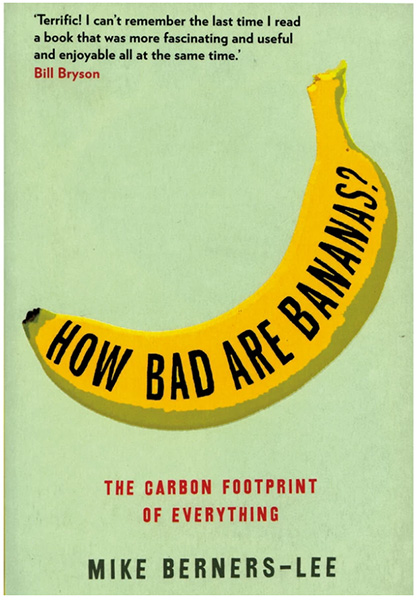 ‘Terrific! I can’t remember the last time I read
a book that was more fascinating and useful
and enjoyable all at the same time.’
Bill Bryson
HOW BAD ARE BANANAS?
THE CARBON FOOTPRINT
OF EVERYTHING
MIKE BERNERS-LEE